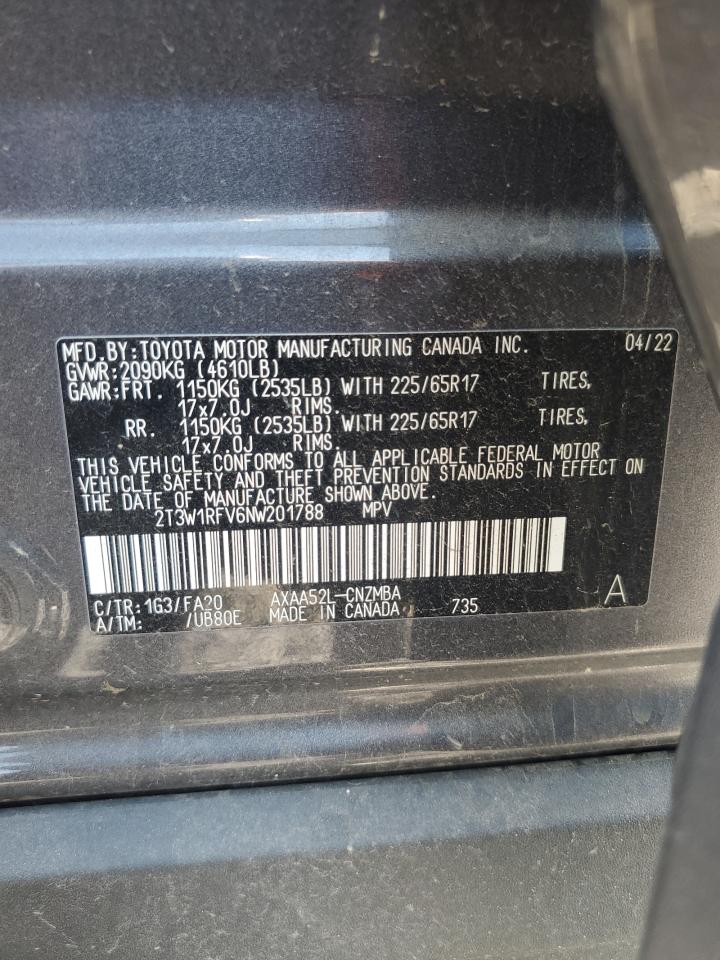 MFD.BY:TOYOTA MOTOR MANUFACTURING CANADA INC. 04/22
GVWR:2090KG (4610LB)
GAWR:FRT. 1150KG (2535LB) WITH 225/65R17 TIRES,
17x7.0J RIMS.
RR. 1150KG (2535LB) WITH 225/65R17 TIRES,
17x7.0J RIMS.
THIS VEHICLE CONFORMS TO ALL APPLICABLE FEDERAL MOTOR
VEHICLE SAFETY AND THEFT PREVENTION STANDARDS IN EFFECT ON
THE DATE OF MANUFACTURE SHOWN ABOVE.
2T3W1RFV6NW201788 MPV
C/TR:1G3/FA20 AXAA52L-CNZMBA A
A/TM: /UB80E MADE IN CANADA 735